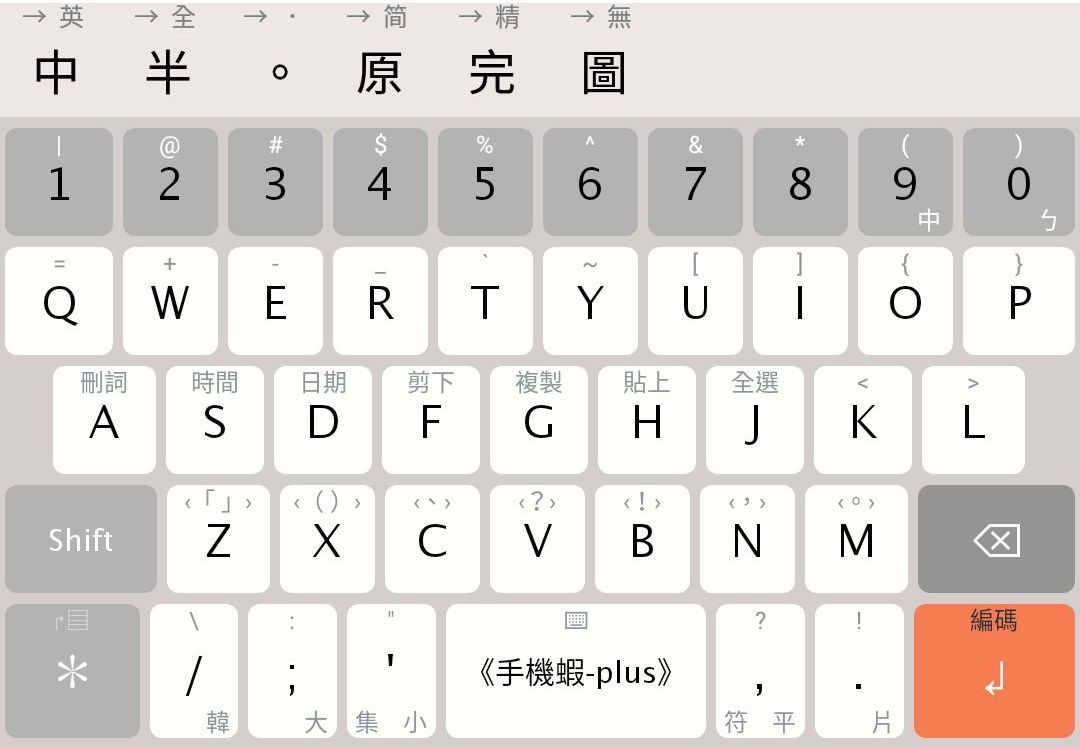 → 英 → 全 → · → 简 → 精 → 無
中 半 。 原 完 圖
| @ # $ % ^ & * ( )
1 2 3 4 5 6 7 8 9 0
中 ㄅ
= + - _ ` ~ [ ] { }
Q W E R T Y U I O P
刪詞 時間 日期 剪下 複製 貼上 全選 < >
A S D F G H J K L
‹「」› ‹（）› ‹、› ‹？› ‹！› ‹，› ‹。›
Shift Z X C V B N M
\ : " ? ! 編碼
* / ; ' 《手機蝦-plus》 , .
韓 大 集 小 符 平 片